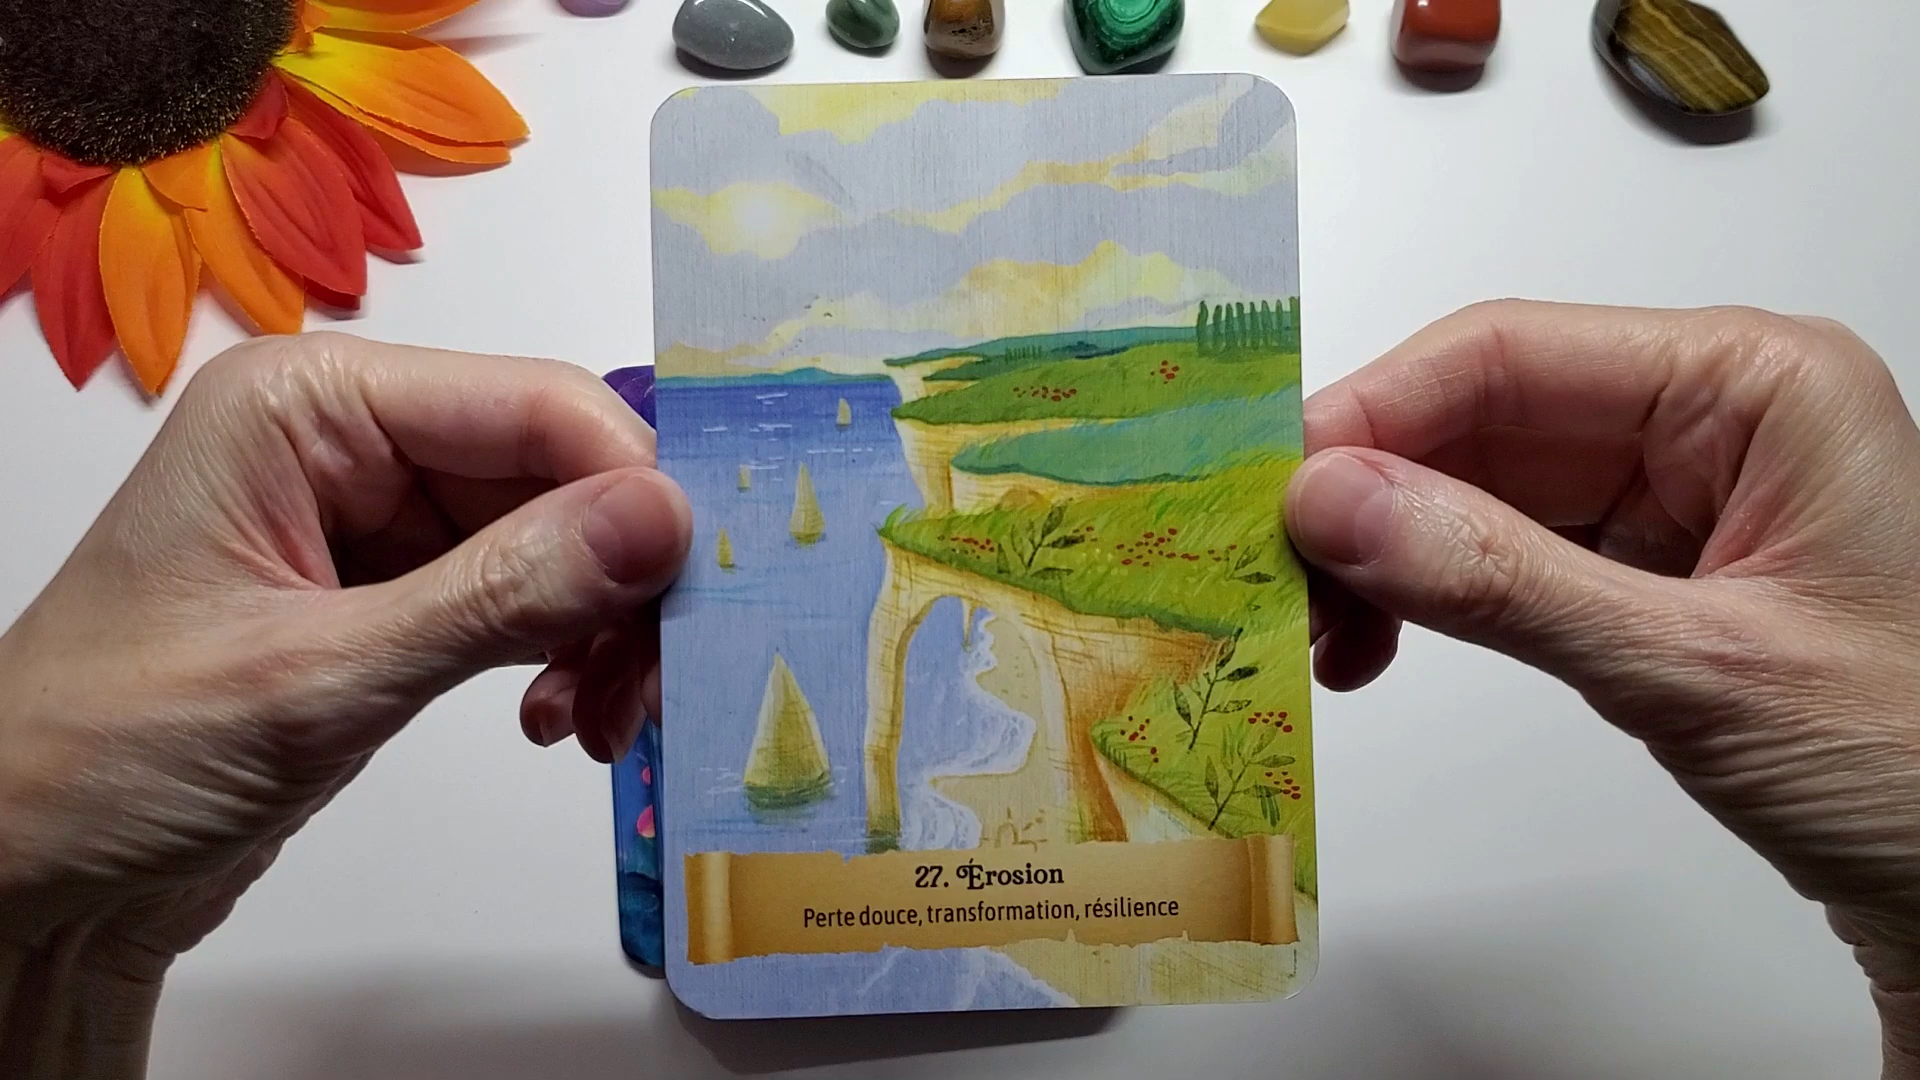 27. Érosion
Perte douce, transformation, résilience